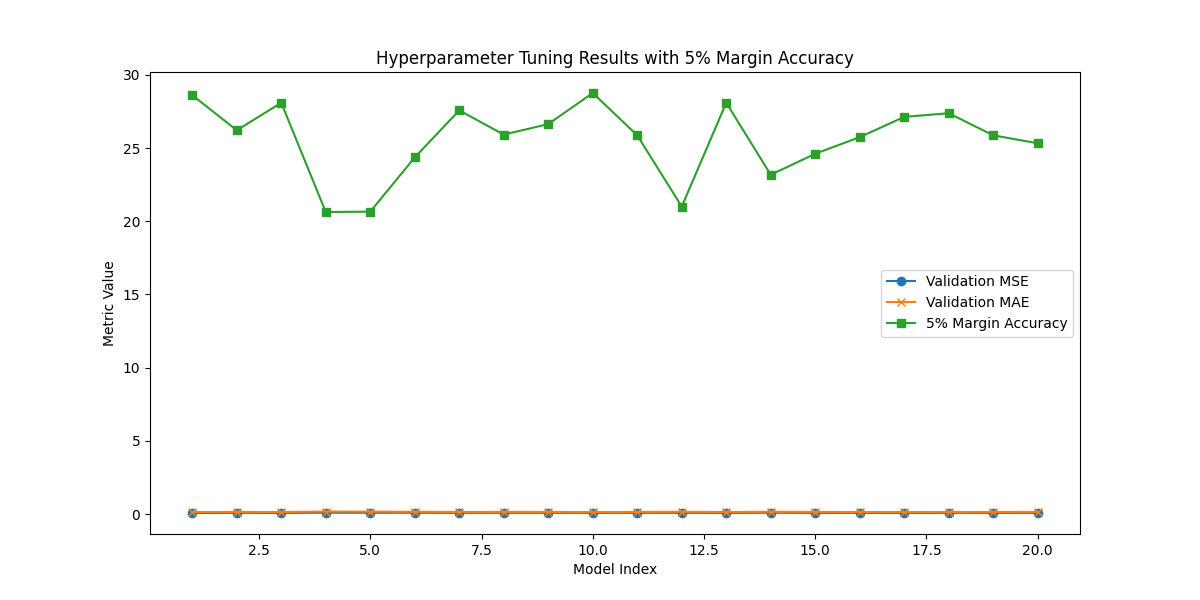 Hyperparameter Tuning Results with 5% Margin Accuracy
Metric Value
30
25
20
15
10
5
0
Validation MSE
Validation MAE
5% Margin Accuracy
2.5 5.0 7.5 10.0 12.5 15.0 17.5 20.0
Model Index